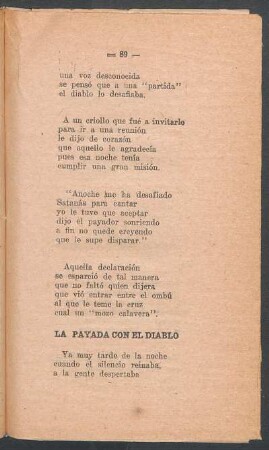 — 89 —
una voz desconocida
se pensó que a una "partida"
el diablo lo desafiaba.
A un criollo que fué a invitarlo
para ir a una reunión
le dijo de corazón
que aquello le agradecía
pues esa noche tenía
cumplir una gran misión.
"Anoche me ha desafiado
Satanás para cantar
yo le tuve que aceptar
dijo el payador sonriendo
a fin no quede creyendo
que le supe disparar."
Aquella declaración
se esparció de tal manera
que no faltó quien dijera
que vió entrar entre el ombú
al que le teme la cruz
cual un "mozo calavera".
LA PAYADA CON EL DIABLO
Ya muy tarde de la noche
cuando el silencio reinaba,
a la gente despertaba